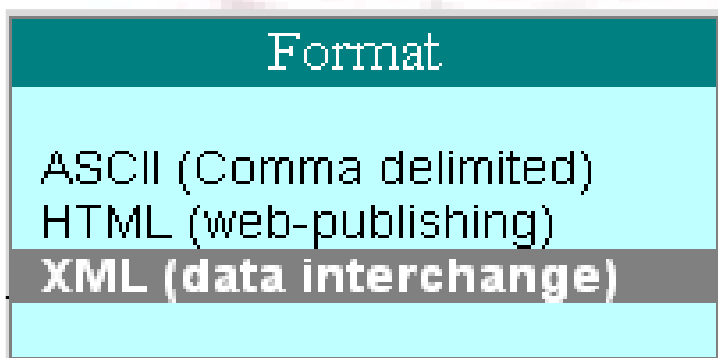 Format
ASCII (Comma delimited)
HTML (web-publishing)
XML (data interchange)